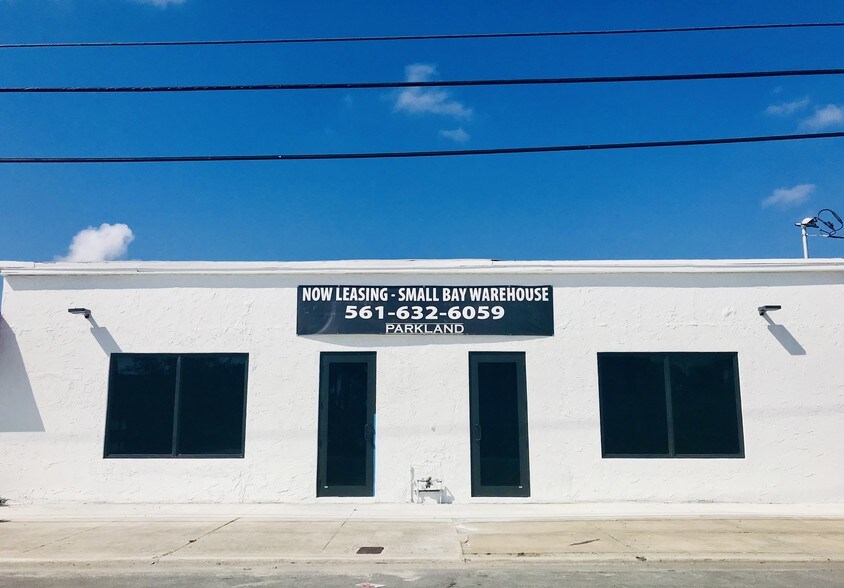 NOW LEASING - SMALL BAY WAREHOUSE
561-632-6059
PARKLAND